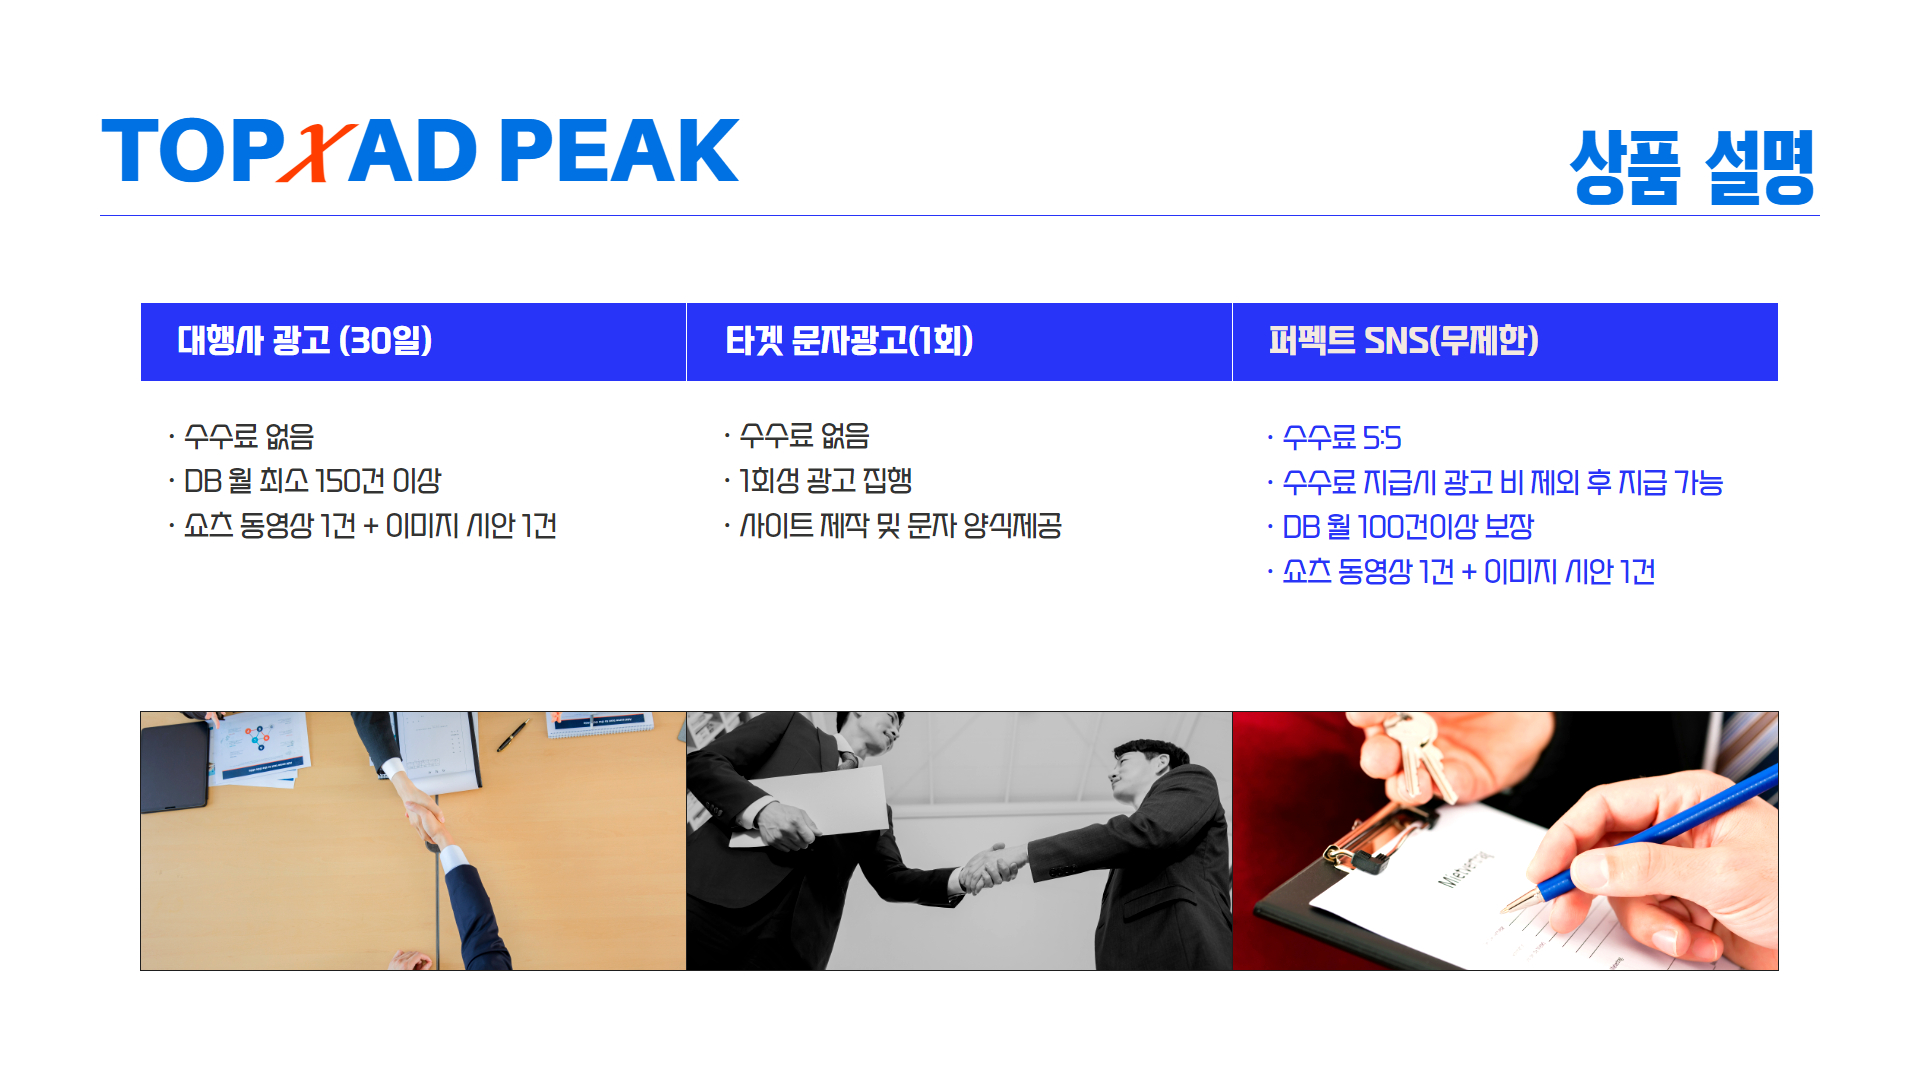 TOPXAD PEAK
상품 설명
대행사 광고 (30일)
· 수수료 없음
· DB 월 최소 150건 이상
· 쇼츠 동영상 1건 + 이미지 시안 1건
타겟 문자광고(1회)
· 수수료 없음
· 1회성 광고 집행
· 사이트 제작 및 문자 양식제공
퍼펙트 SNS(무제한)
· 수수료 5:5
· 수수료 지급시 광고 비 제외 후 지급 가능
· DB 월 100건이상 보장
· 쇼츠 동영상 1건 + 이미지 시안 1건
Mietvertrag